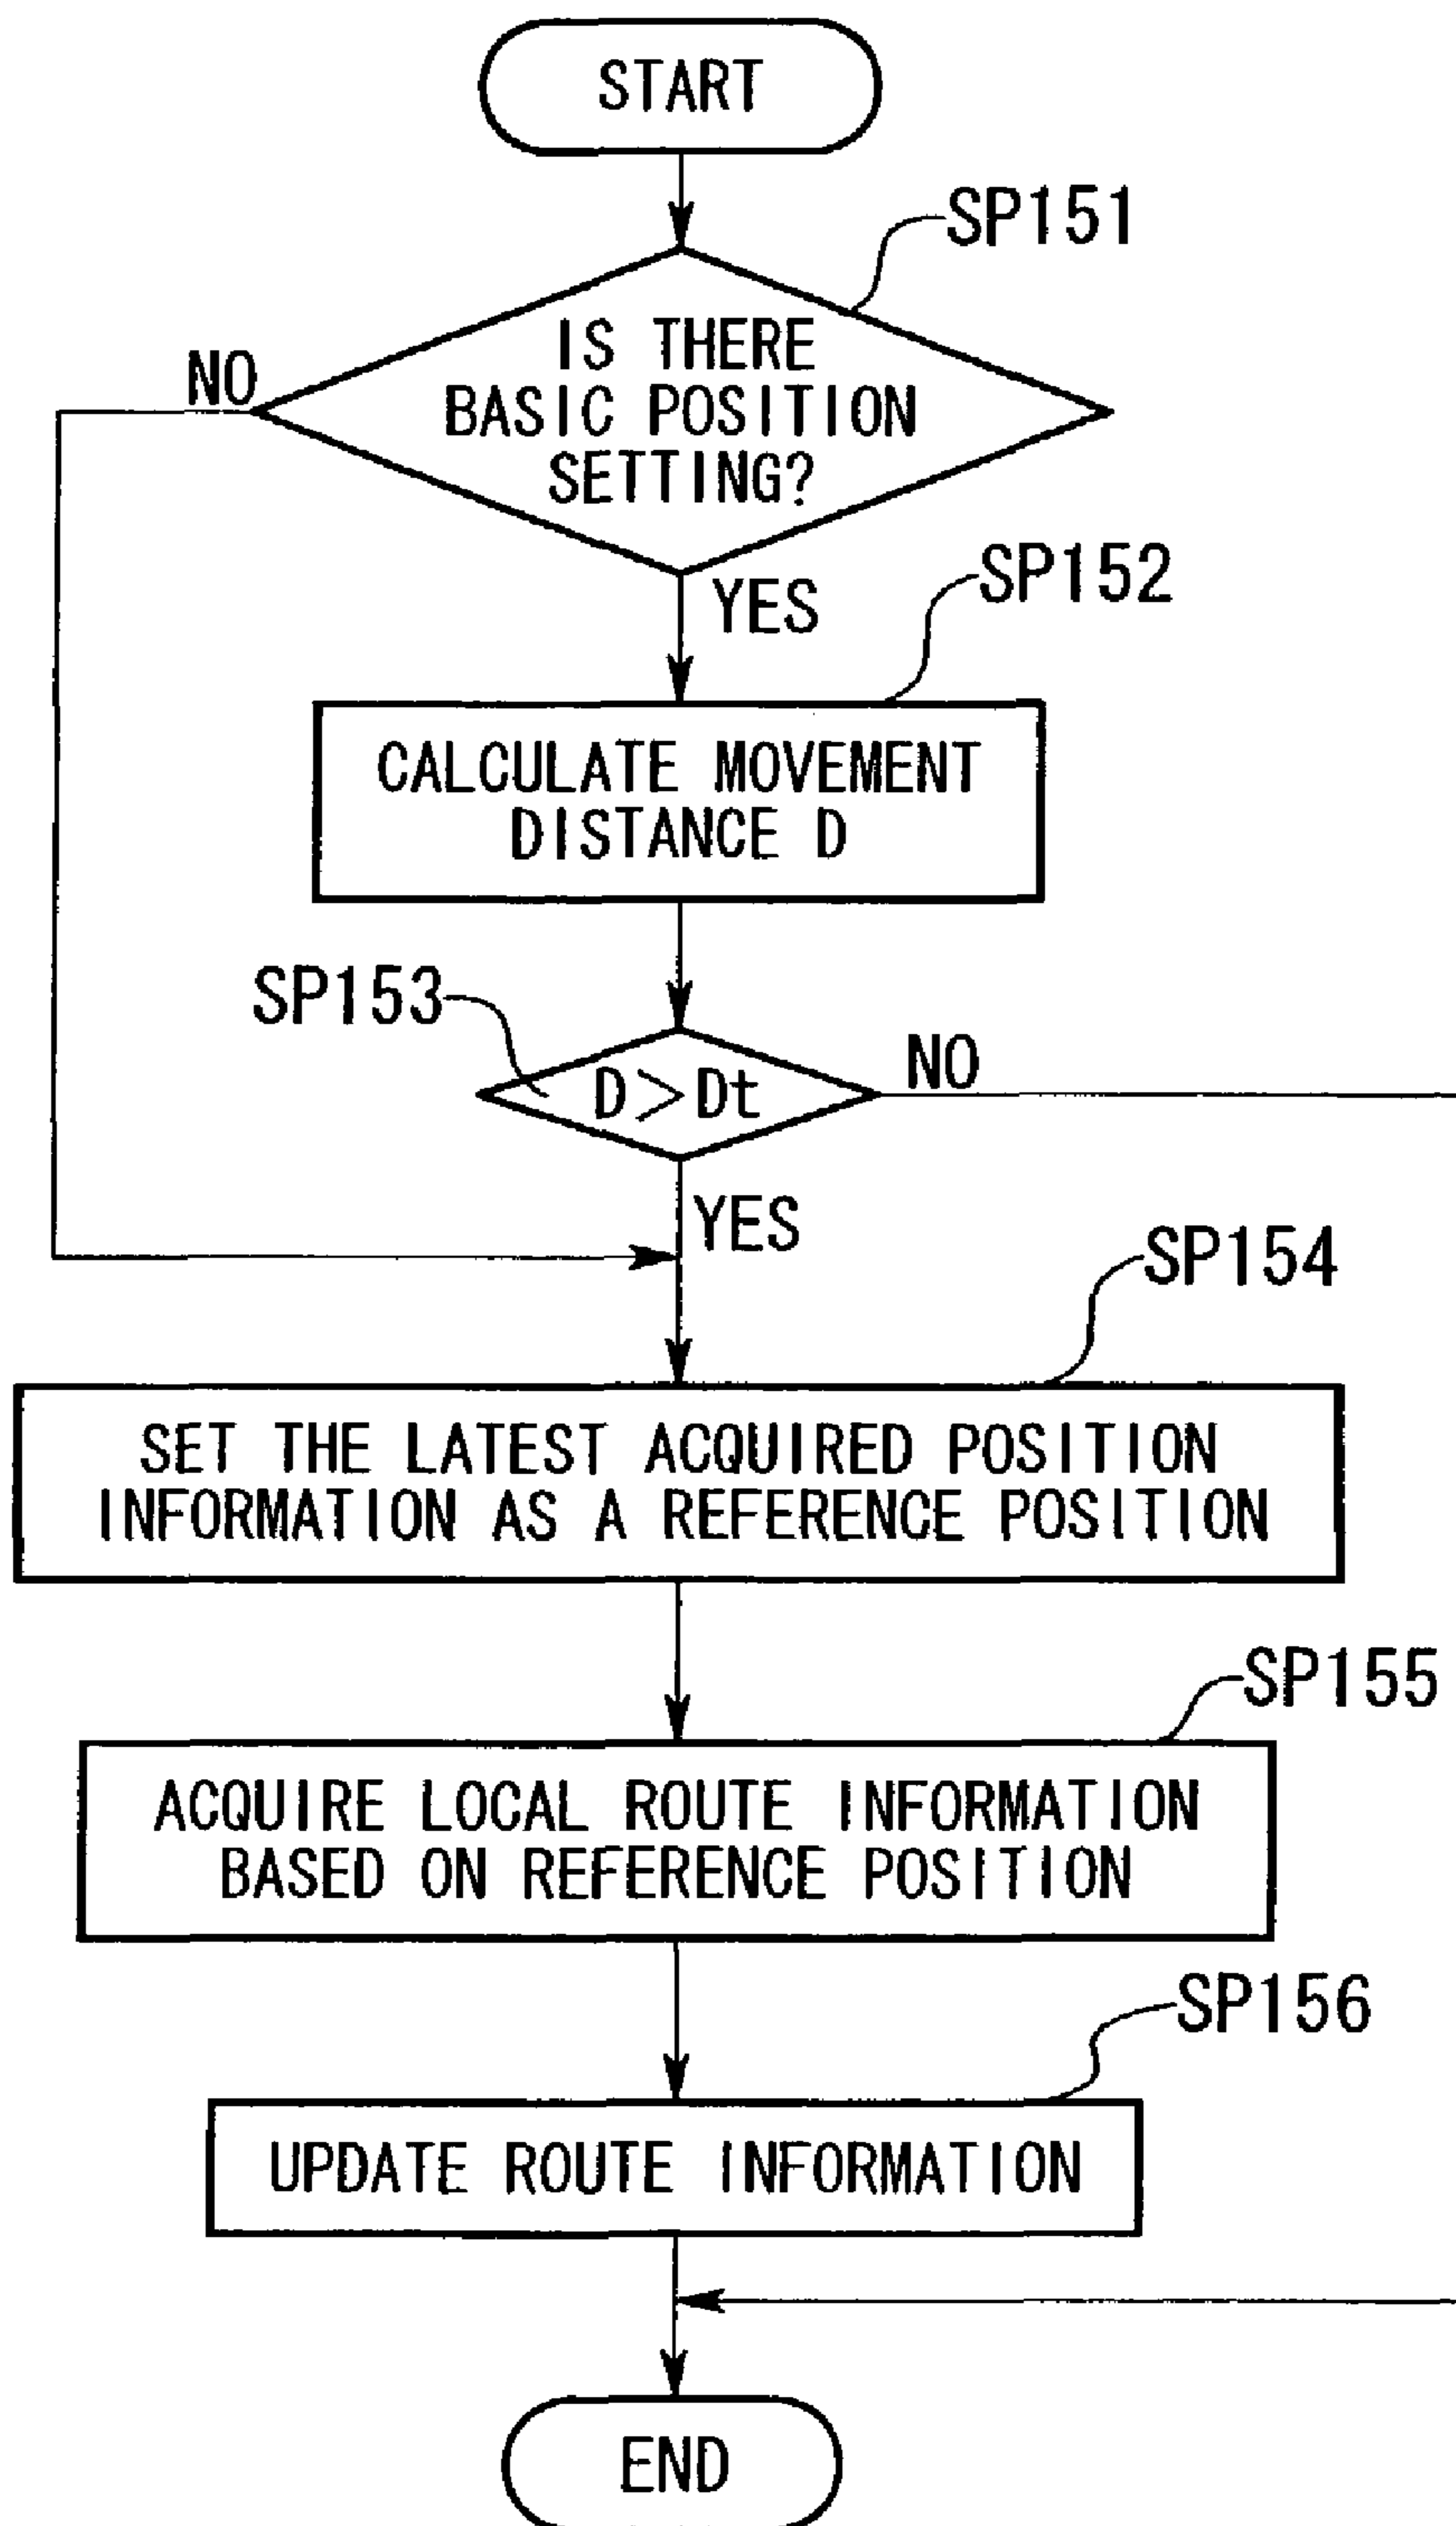 START
SP151
IS THERE
NO
BASIC POSITION
SETTING?
SP152
YES
CALCULATE MOVEMENT
DISTANCE D
SP153
NO
D>Dt
YES
SP154
SET THE LATEST ACQUIRED POSITION
INFORMATION AS A REFERENCE POSITION
SP155
ACQUIRE LOCAL ROUTE INFORMATION
BASED ON REFERENCE POSITION
SP156
UPDATE ROUTE INFORMATION
END